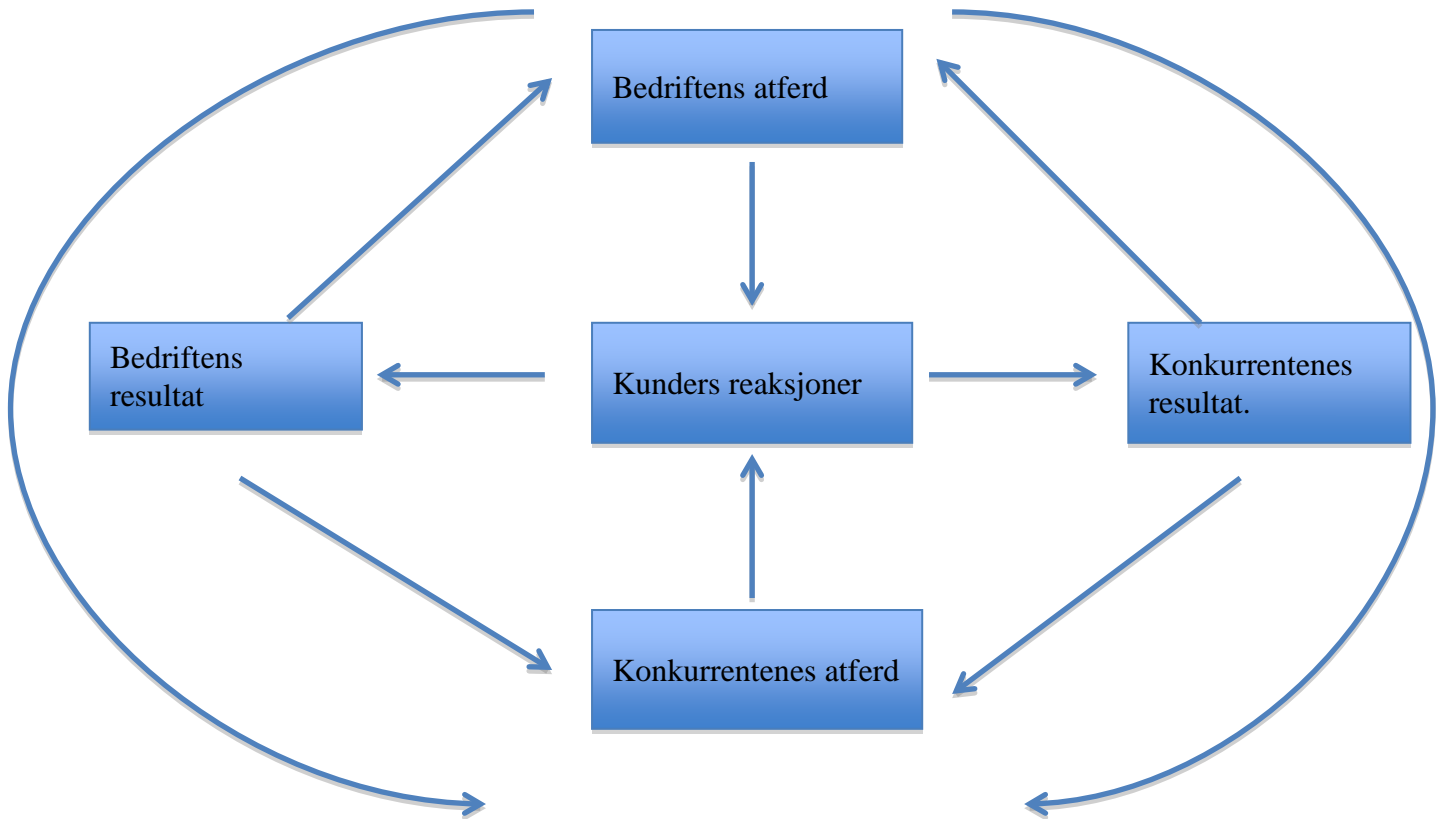 Bedriftens atferd
Bedriftens
resultat
Kunders reaksjoner
Konkurrentenes
resultat.
Konkurrentenes atferd